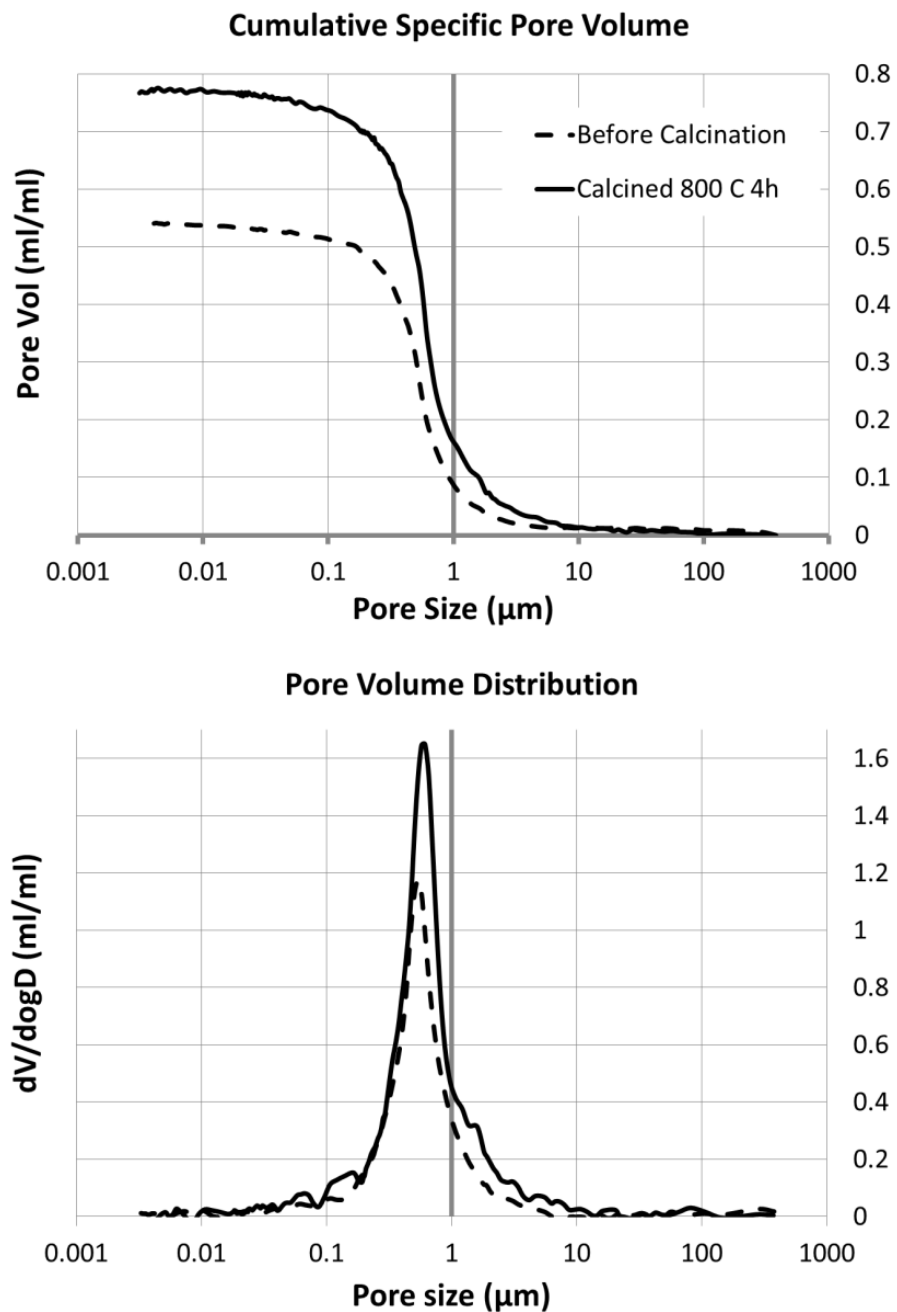 Cumulative Specific Pore Volume
0.8
0.7
0.6
0.5
0.4
0.3
0.2
0.1
0
Before Calcination
Calcined 800 C 4h
Pore Vol (ml/ml)
0.001 0.01 0.1 1 10 100 1000
Pore Size (µm)
Pore Volume Distribution
1.6
1.4
1.2
1
0.8
0.6
0.4
0.2
0
dV/dogD (ml/ml)
0.001 0.01 0.1 1 10 100 1000
Pore size (µm)